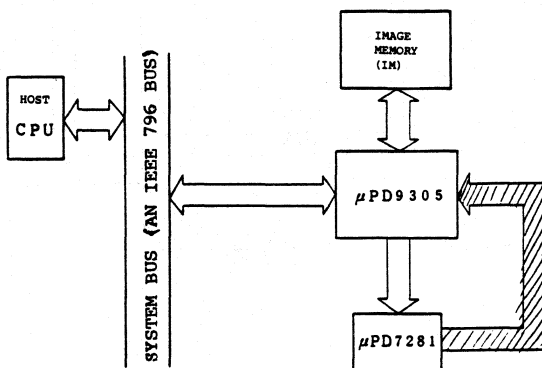 IMAGE
MEMORY
(IM)
HOST
CPU
SYSTEM BUS (AN IEEE 796 BUS)
μPD9305
μPD7281